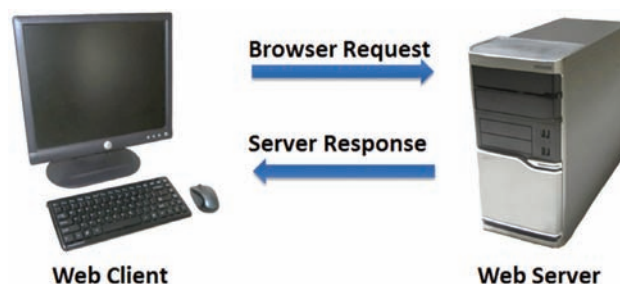 Browser Request
Server Response
Web Client
Web Server